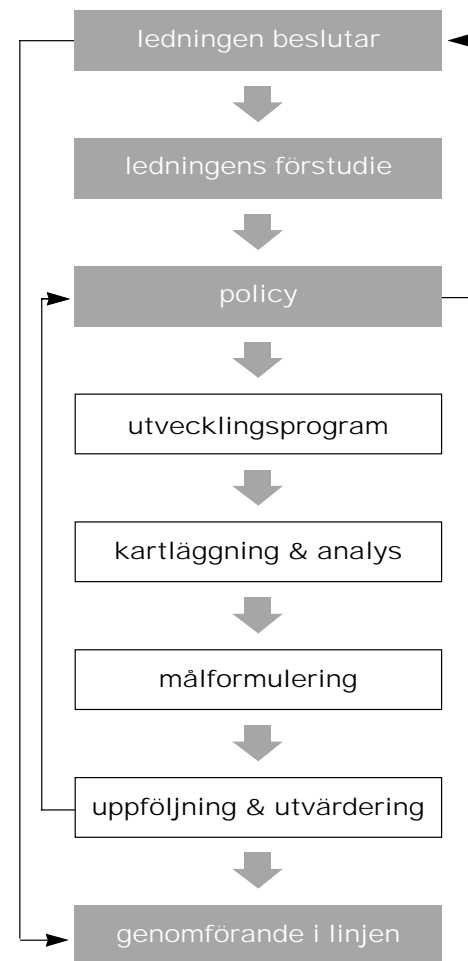 ledningen beslutar
ledningens förstudie
policy
utvecklingsprogram
kartläggning & analys
målformulering
uppföljning & utvärdering
genomförande i linjen